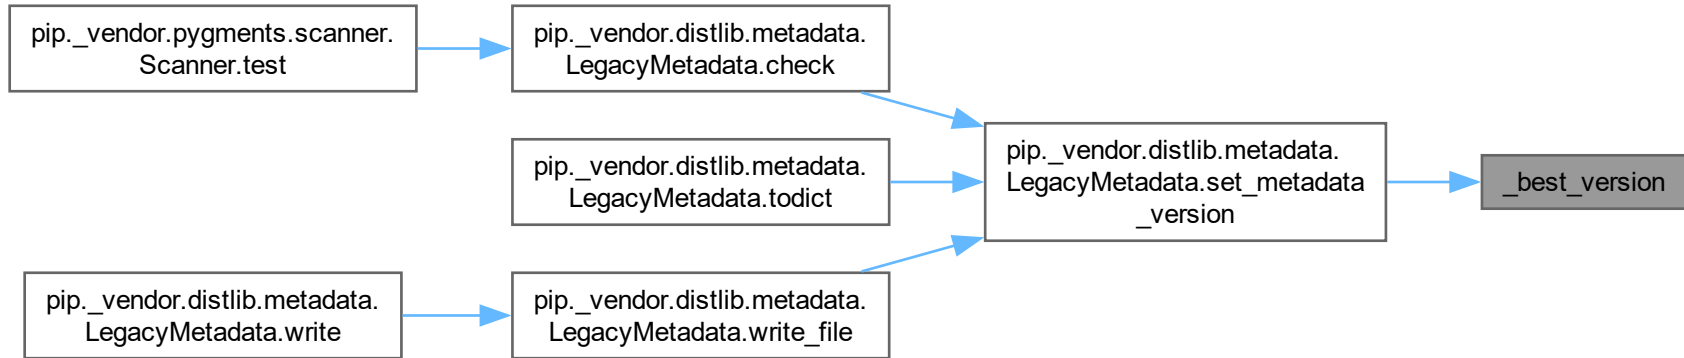 pip._vendor.pygments.scanner.
Scanner.test
pip._vendor.distlib.metadata.
LegacyMetadata.check
pip._vendor.distlib.metadata.
LegacyMetadata.todict
pip._vendor.distlib.metadata.
LegacyMetadata.set_metadata
_version
_best_version
pip._vendor.distlib.metadata.
LegacyMetadata.write
pip._vendor.distlib.metadata.
LegacyMetadata.write_file